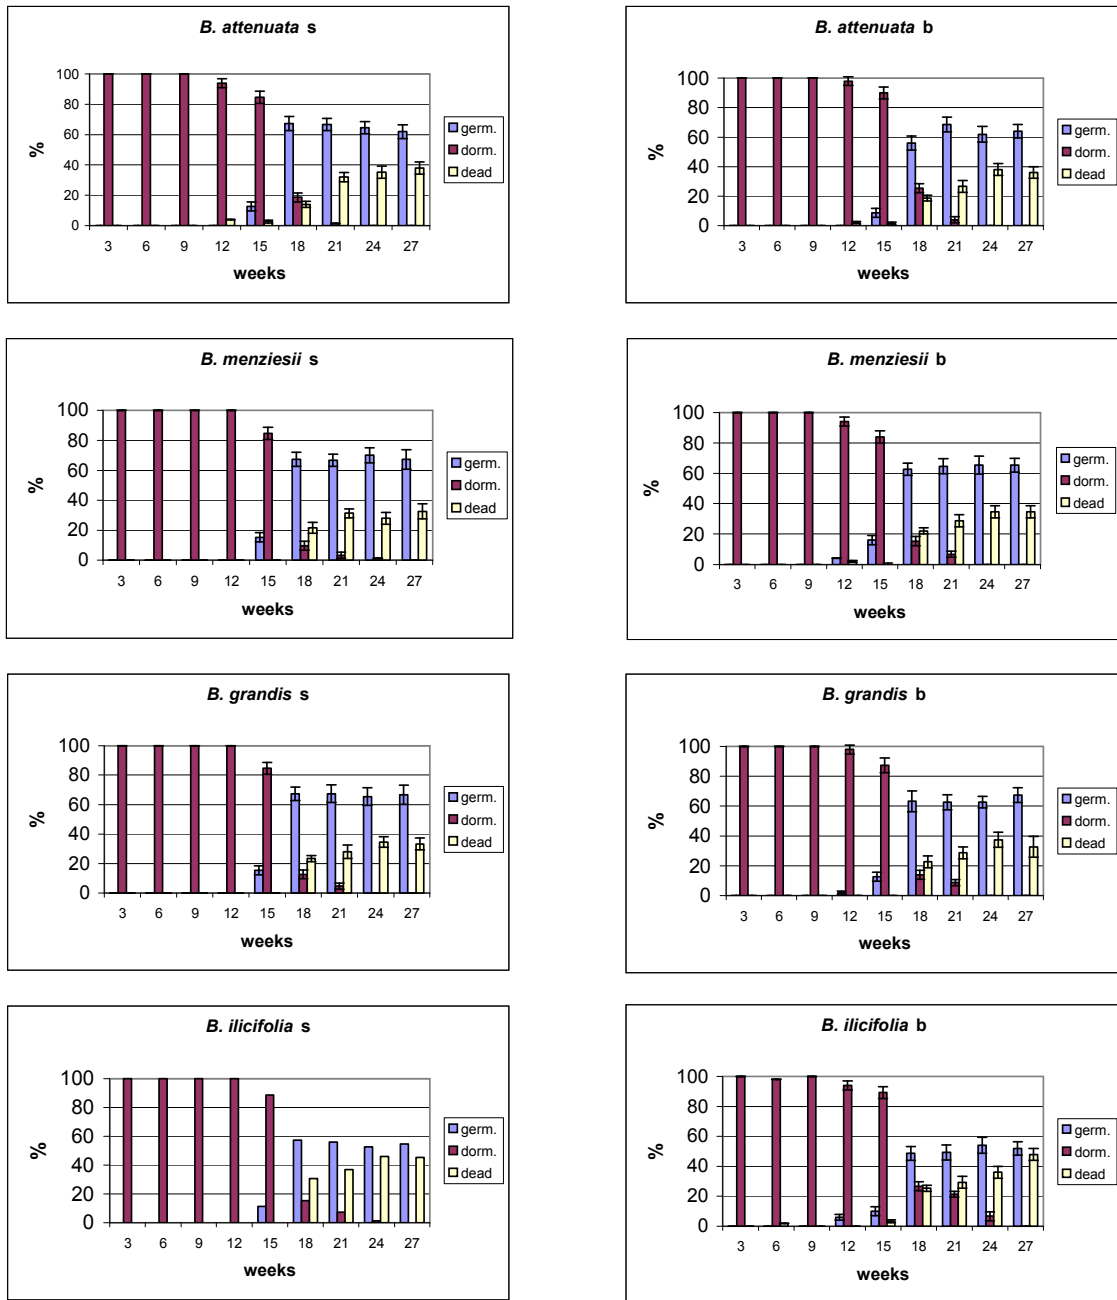 B. attenuata s
100
80
60
40
20
0
%
3 6 9 12 15 18 21 24 27
weeks
germ.
dorm.
dead
B. attenuata b
100
80
60
40
20
0
%
3 6 9 12 15 18 21 24 27
weeks
germ.
dorm.
dead
B. menziesii s
100
80
60
40
20
0
%
3 6 9 12 15 18 21 24 27
weeks
germ.
dorm.
dead
B. menziesii b
100
80
60
40
20
0
%
3 6 9 12 15 18 21 24 27
weeks
germ.
dorm.
dead
B. grandis s
100
80
60
40
20
0
%
3 6 9 12 15 18 21 24 27
weeks
germ.
dorm.
dead
B. grandis b
100
80
60
40
20
0
%
3 6 9 12 15 18 21 24 27
weeks
germ.
dorm.
dead
B. ilicifolia s
100
80
60
40
20
0
%
3 6 9 12 15 18 21 24 27
weeks
germ.
dorm.
dead
B. ilicifolia b
100
80
60
40
20
0
%
3 6 9 12 15 18 21 24 27
weeks
germ.
dorm.
dead